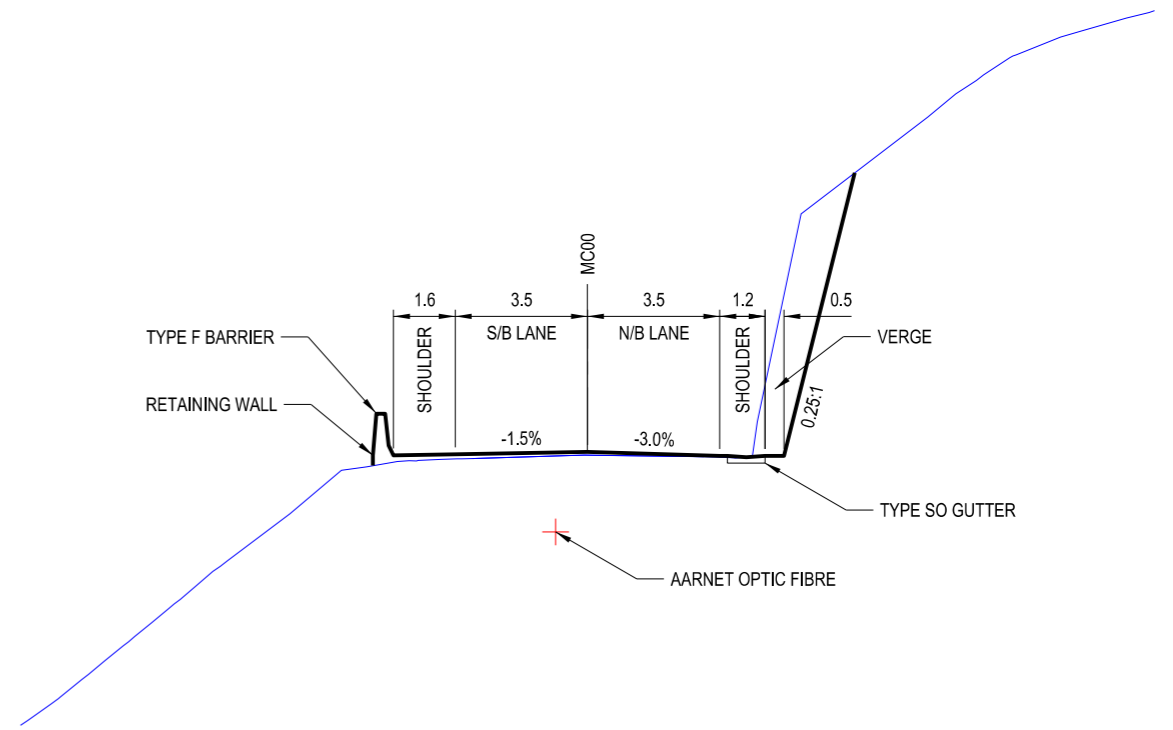 MC00
1.6
3.5
3.5
1.2
0.5
SHOULDER
S/B LANE
N/B LANE
SHOULDER
TYPE F BARRIER
VERGE
RETAINING WALL
0.25:1
-1.5%
-3.0%
TYPE SO GUTTER
AARNET OPTIC FIBRE